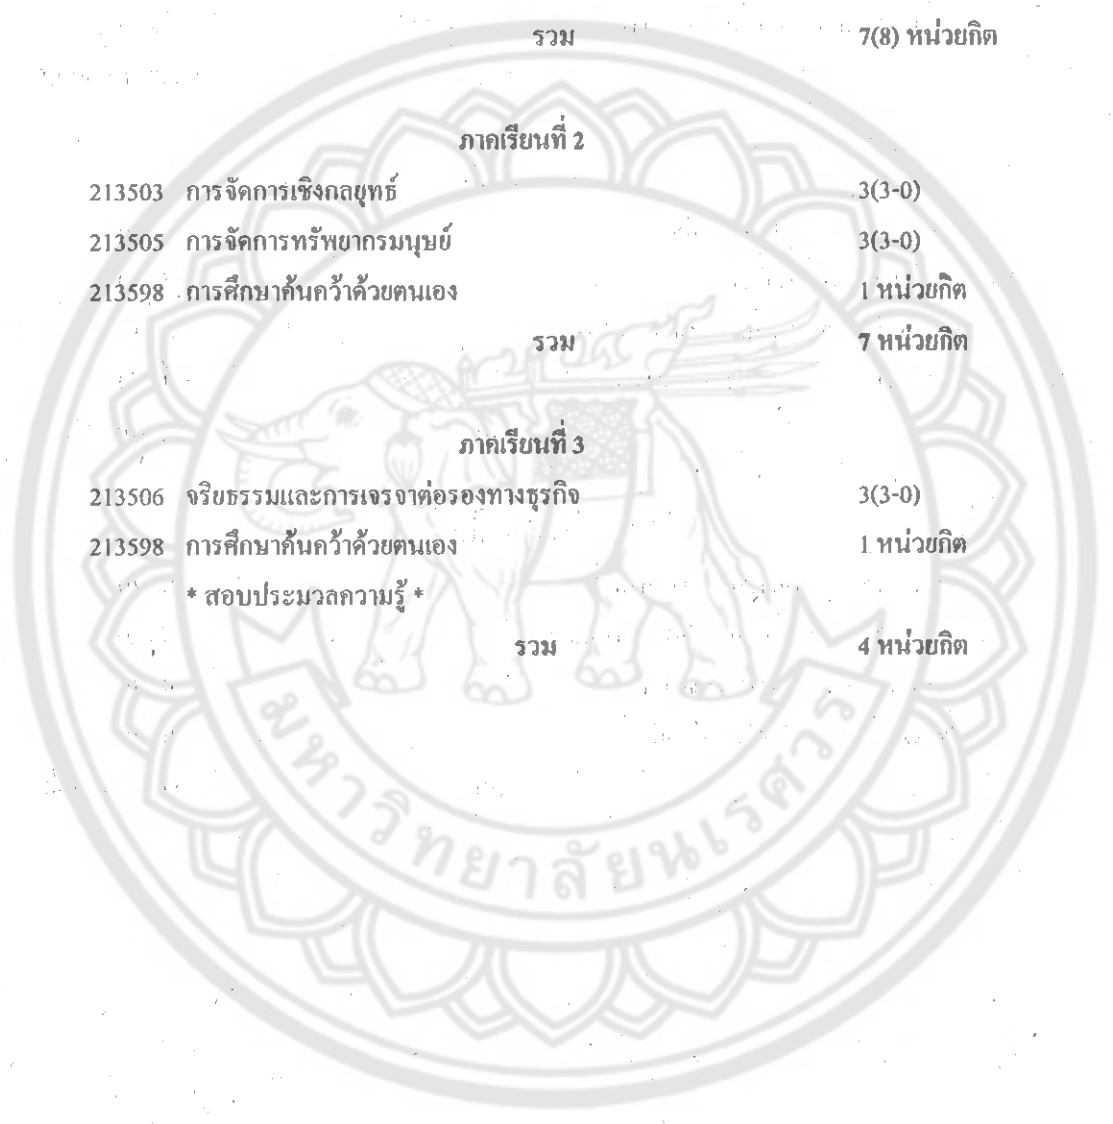 รวม 7(8) หน่วยกิต
ภาคเรียนที่ 2
213503 การจัดการเชิงกลยุทธ์ 3(3-0)
213505 การจัดการทรัพยากรมนุษย์ 3(3-0)
213598 การศึกษาค้นคว้าด้วยตนเอง 1 หน่วยกิต
รวม 7 หน่วยกิต
ภาคเรียนที่ 3
213506 จริยธรรมและการเจรจาต่อรองทางธุรกิจ 3(3-0)
213598 การศึกษาค้นคว้าด้วยตนเอง 1 หน่วยกิต
* สอบประมวลความรู้ *
รวม 4 หน่วยกิต
มหาวิทยาลัยนเรศวร